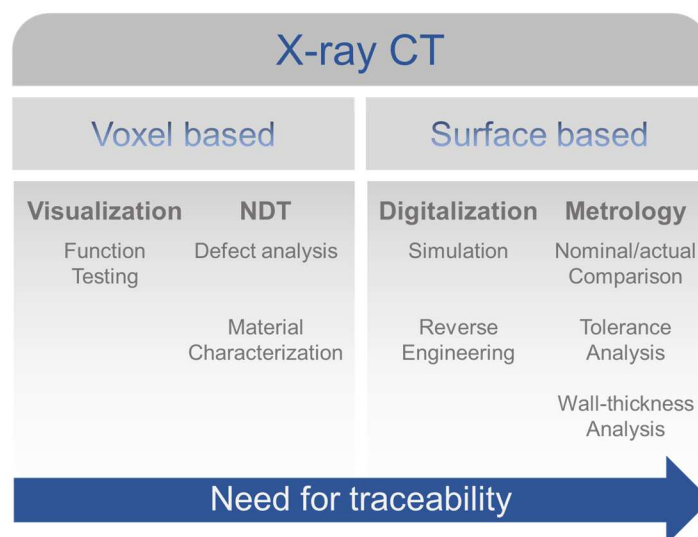 X-ray CT
Voxel based
Surface based
Visualization
Function
Testing
NDT
Defect analysis
Material
Characterization
Digitalization
Simulation
Reverse
Engineering
Metrology
Nominal/actual
Comparison
Tolerance
Analysis
Wall-thickness
Analysis
Need for traceability